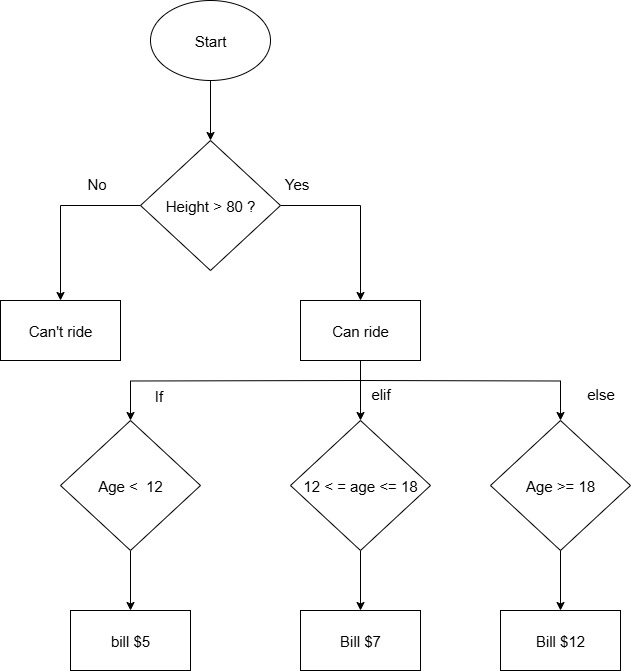 Start
No
Yes
Height > 80 ?
Can't ride
Can ride
If
elif
else
Age < 12
12 < = age <= 18
Age >= 18
bill $5
Bill $7
Bill $12